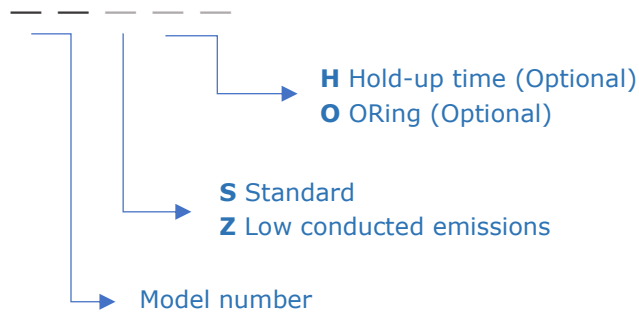 H Hold-up time (Optional)
O ORing (Optional)
S Standard
Z Low conducted emissions
Model number